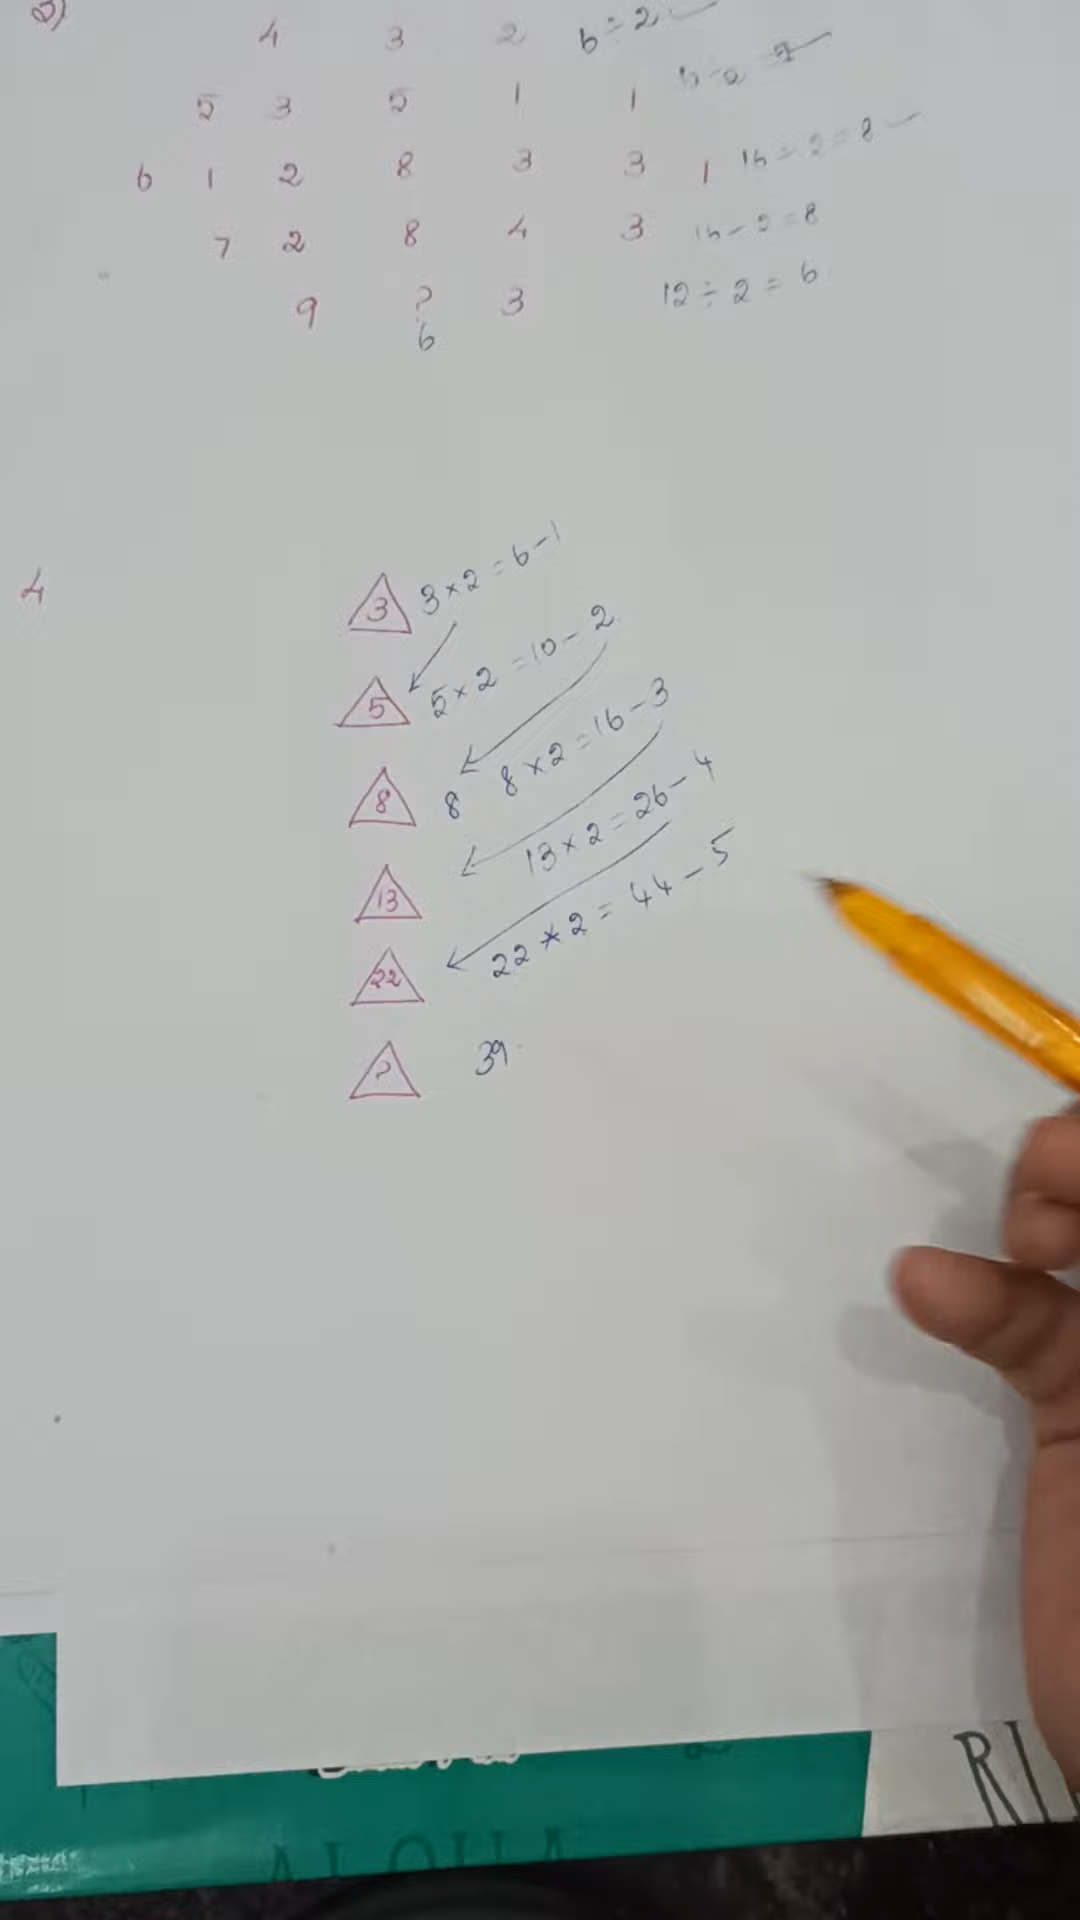 4 3 2 6 ÷ 2
5 3 5 1 1
6 1 2 8 3 3 1 16 ÷ 2 = 8
7 2 8 4 3 16 - 2 = 8
9 ? 3 12 ÷ 2 = 6
6
4
3 3 × 2 = 6 - 1
5 5 × 2 = 10 - 2
8 8 8 × 2 = 16 - 3
13 13 × 2 = 26 - 4
22 22 * 2 = 44 - 5
? 39
ALOHA